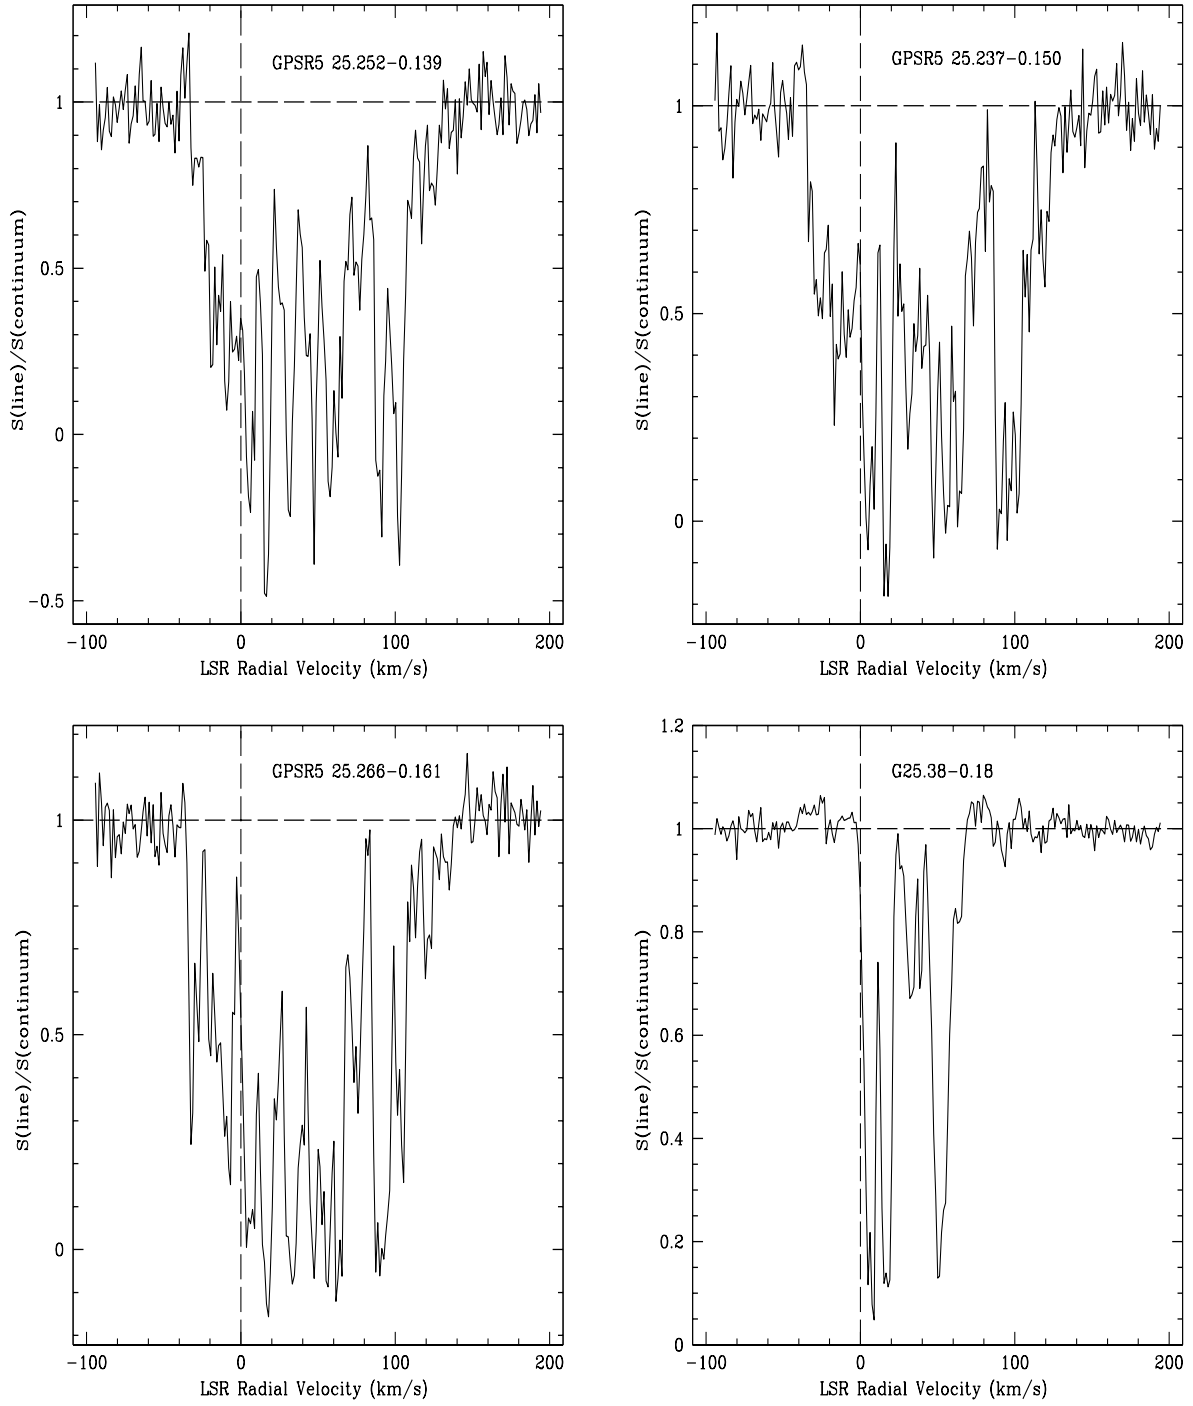 GPSR5 25.252-0.139
1
0.5
0
-0.5
S(line)/S(continuum)
-100 0 100 200
LSR Radial Velocity (km/s)
GPSR5 25.237-0.150
1
0.5
0
S(line)/S(continuum)
-100 0 100 200
LSR Radial Velocity (km/s)
GPSR5 25.266-0.161
1
0.5
0
S(line)/S(continuum)
-100 0 100 200
LSR Radial Velocity (km/s)
G25.38-0.18
1.2
1
0.8
0.6
0.4
0.2
0
S(line)/S(continuum)
-100 0 100 200
LSR Radial Velocity (km/s)